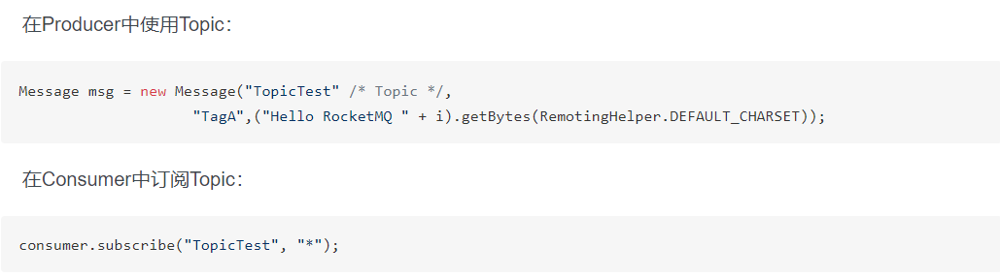 在Producer中使用Topic：
Message msg = new Message("TopicTest" /* Topic */,
"TagA",("Hello RocketMQ " + i).getBytes(RemotingHelper.DEFAULT_CHARSET));
在Consumer中订阅Topic：
consumer.subscribe("TopicTest", "*");